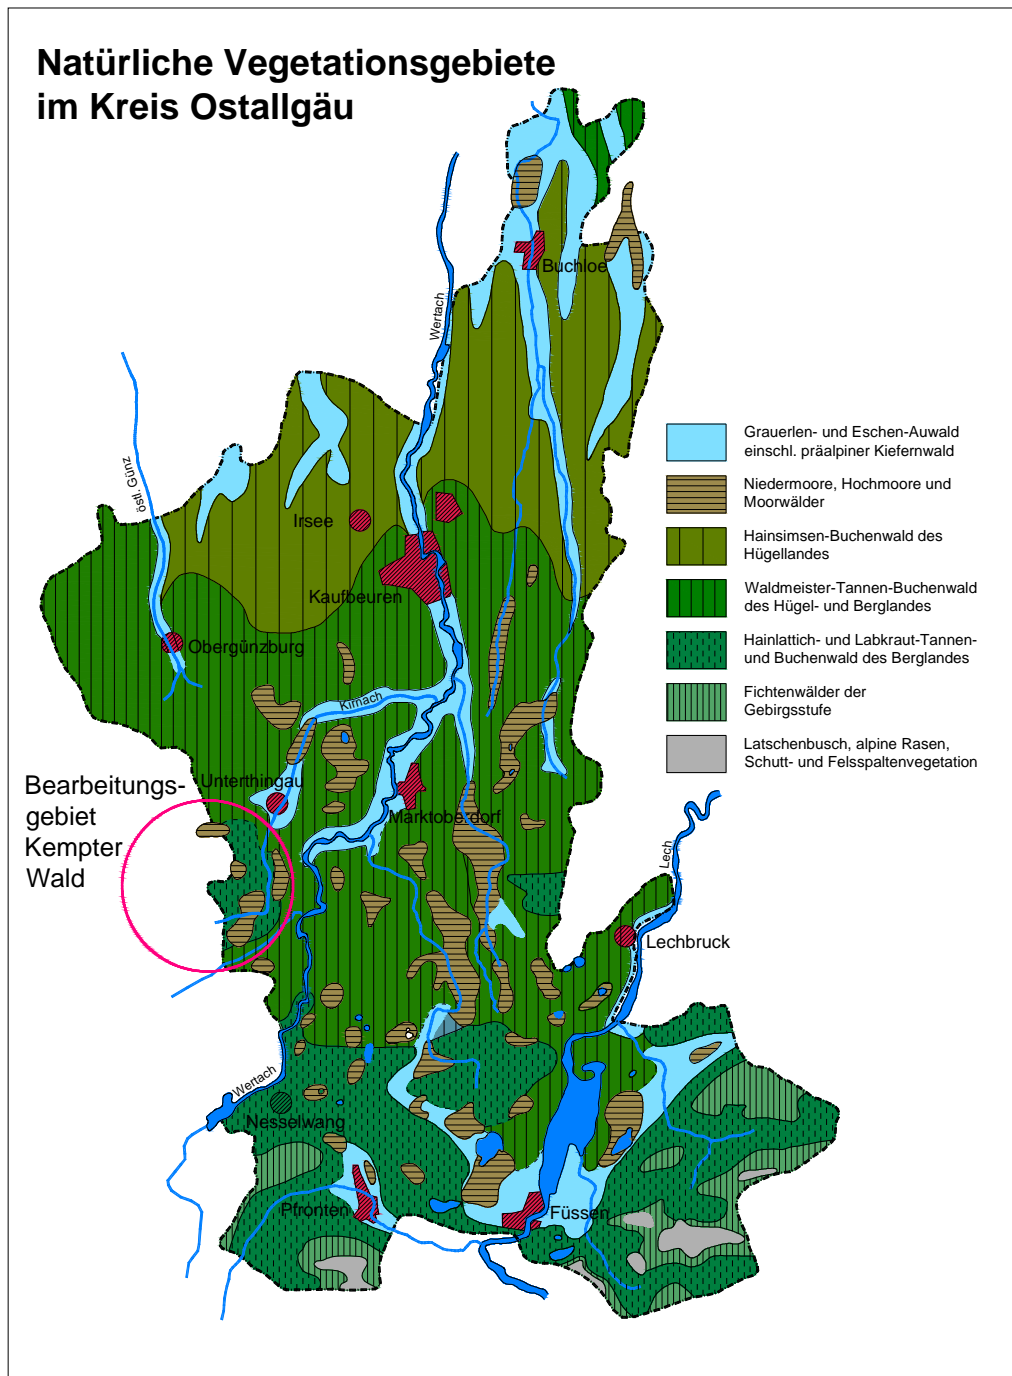 Natürliche Vegetationsgebiete
im Kreis Ostallgäu
Buchloe
Wertach
östl. Günz
Grauerlen- und Eschen-Auwald
einschl. präalpiner Kiefernwald
Niedermoore, Hochmoore und
Moorwälder
Hainsimsen-Buchenwald des
Hügellandes
Waldmeister-Tannen-Buchenwald
des Hügel- und Berglandes
Hainlattich- und Labkraut-Tannen-
und Buchenwald des Berglandes
Fichtenwälder der
Gebirgsstufe
Latschenbusch, alpine Rasen,
Schutt- und Felsspaltenvegetation
Irsee
Kaufbeuren
Obergünzburg
Kirnach
Unterthingau
Marktoberdorf
Bearbeitungs-
gebiet
Kempter
Wald
Lech
Lechbruck
Wertach
Nesselwang
Pfronten
Füssen